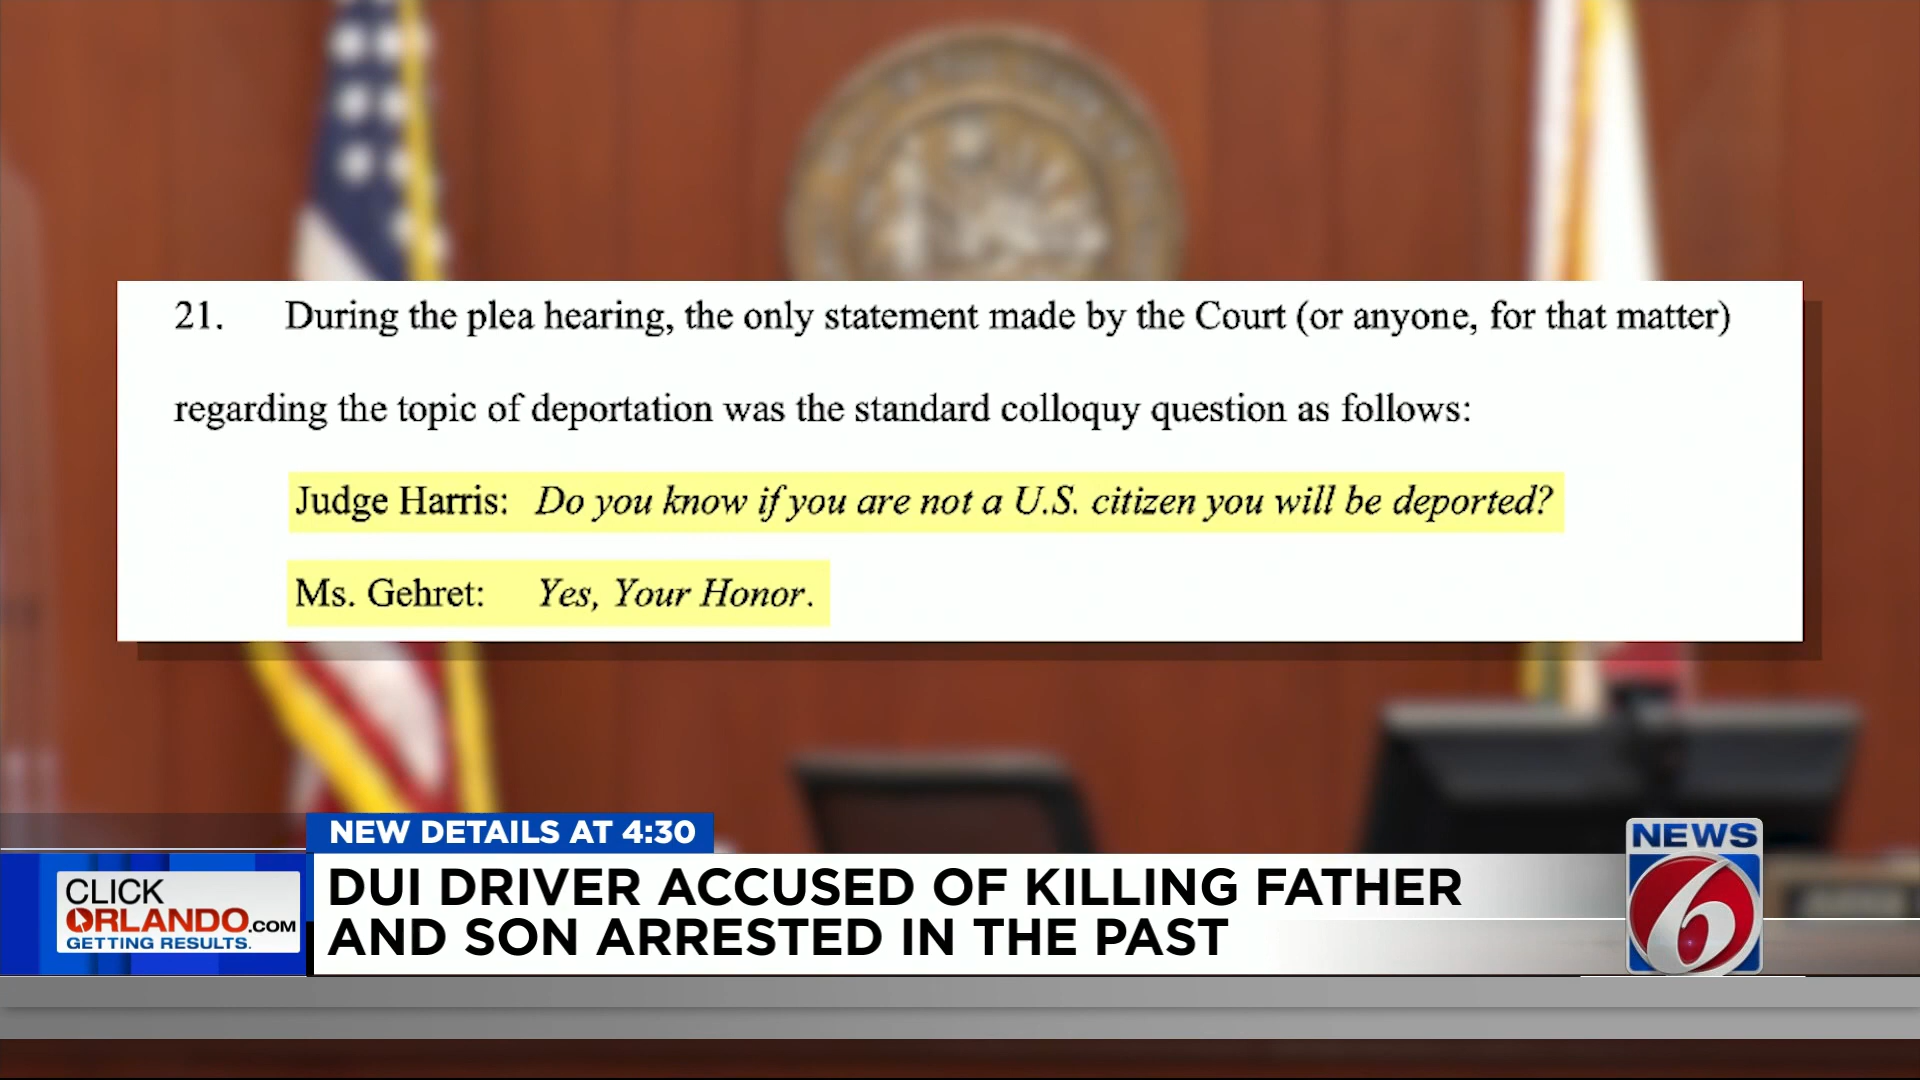 21. During the plea hearing, the only statement made by the Court (or anyone, for that matter)
regarding the topic of deportation was the standard colloquy question as follows:
Judge Harris: Do you know if you are not a U.S. citizen you will be deported?
Ms. Gehret: Yes, Your Honor.
NEW DETAILS AT 4:30
DUI DRIVER ACCUSED OF KILLING FATHER
AND SON ARRESTED IN THE PAST
CLICK
ORLANDO.COM
GETTING RESULTS.
NEWS
6